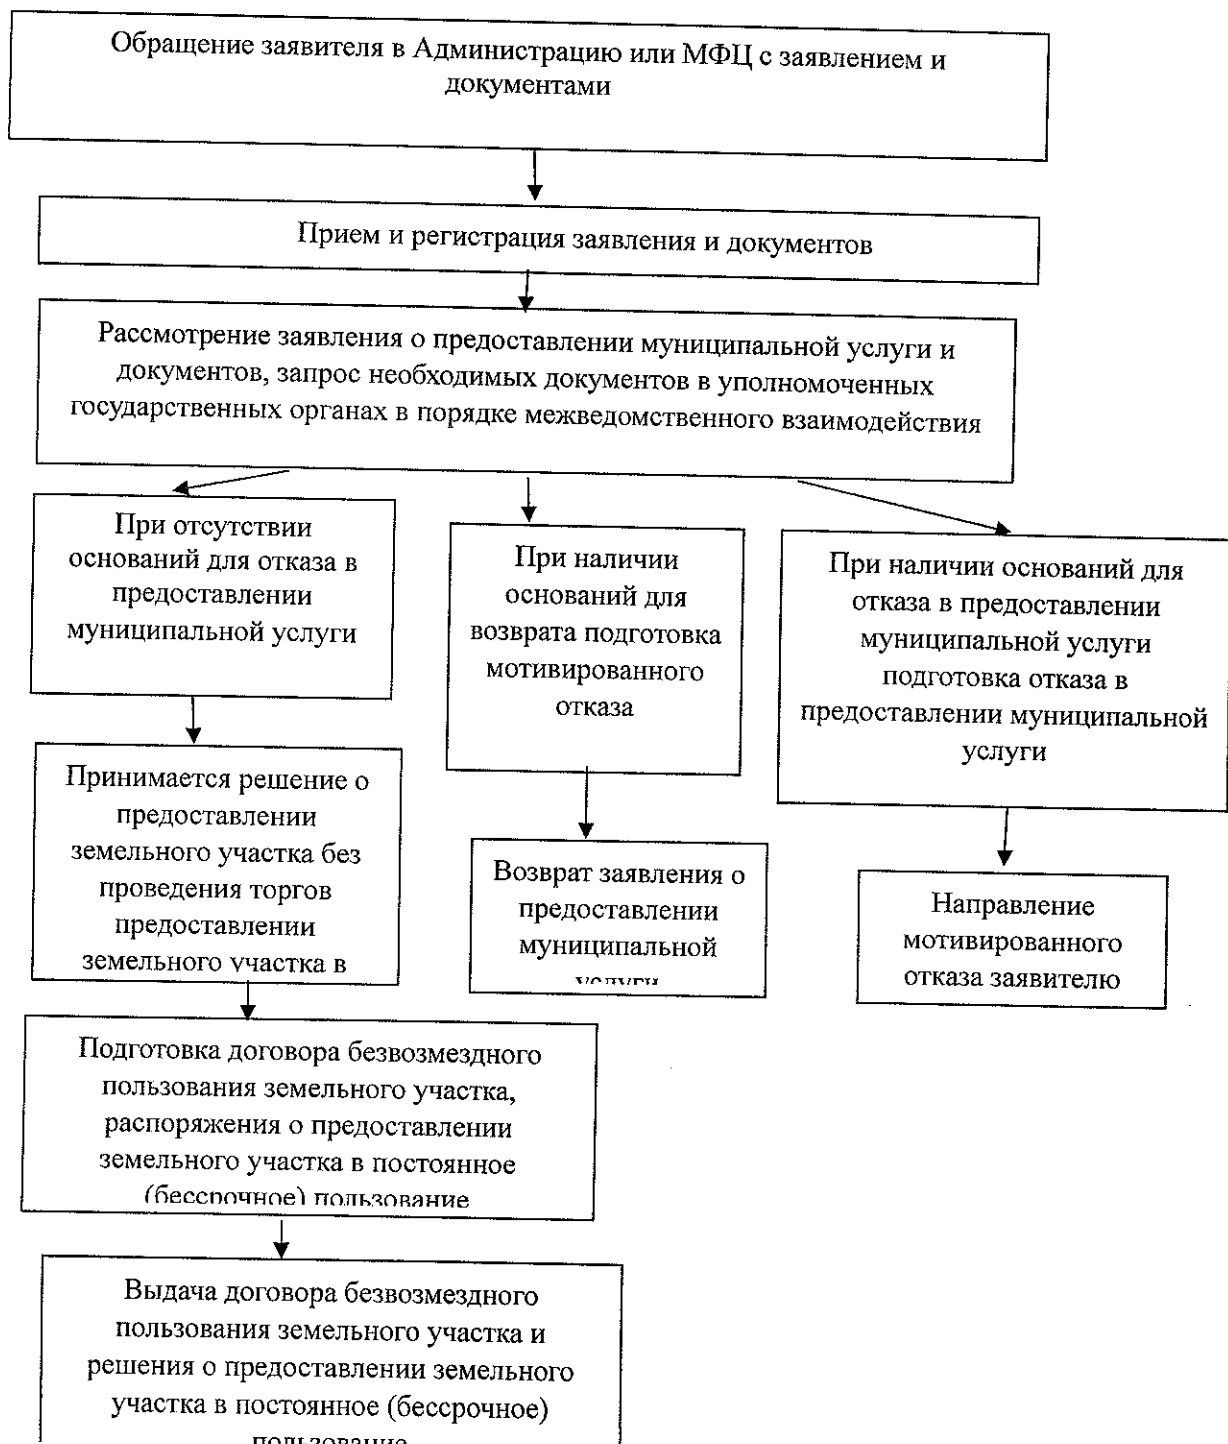 Обращение заявителя в Администрацию или МФЦ с заявлением и
документами
Прием и регистрация заявления и документов
Рассмотрение заявления о предоставлении муниципальной услуги и
документов, запрос необходимых документов в уполномоченных
государственных органах в порядке межведомственного взаимодействия
При отсутствии
оснований для отказа в
предоставлении
муниципальной услуги
При наличии
оснований для
возврата подготовка
мотивированного
отказа
При наличии оснований для
отказа в предоставлении
муниципальной услуги
подготовка отказа в
предоставлении муниципальной
услуги
Принимается решение о
предоставлении
земельного участка без
проведения торгов
предоставлении
земельного участка в
Возврат заявления о
предоставлении
муниципальной
услуги
Направление
мотивированного
отказа заявителю
Подготовка договора безвозмездного
пользования земельного участка,
распоряжения о предоставлении
земельного участка в постоянное
(бессрочное) пользование
Выдача договора безвозмездного
пользования земельного участка и
решения о предоставлении земельного
участка в постоянное (бессрочное)
пользование